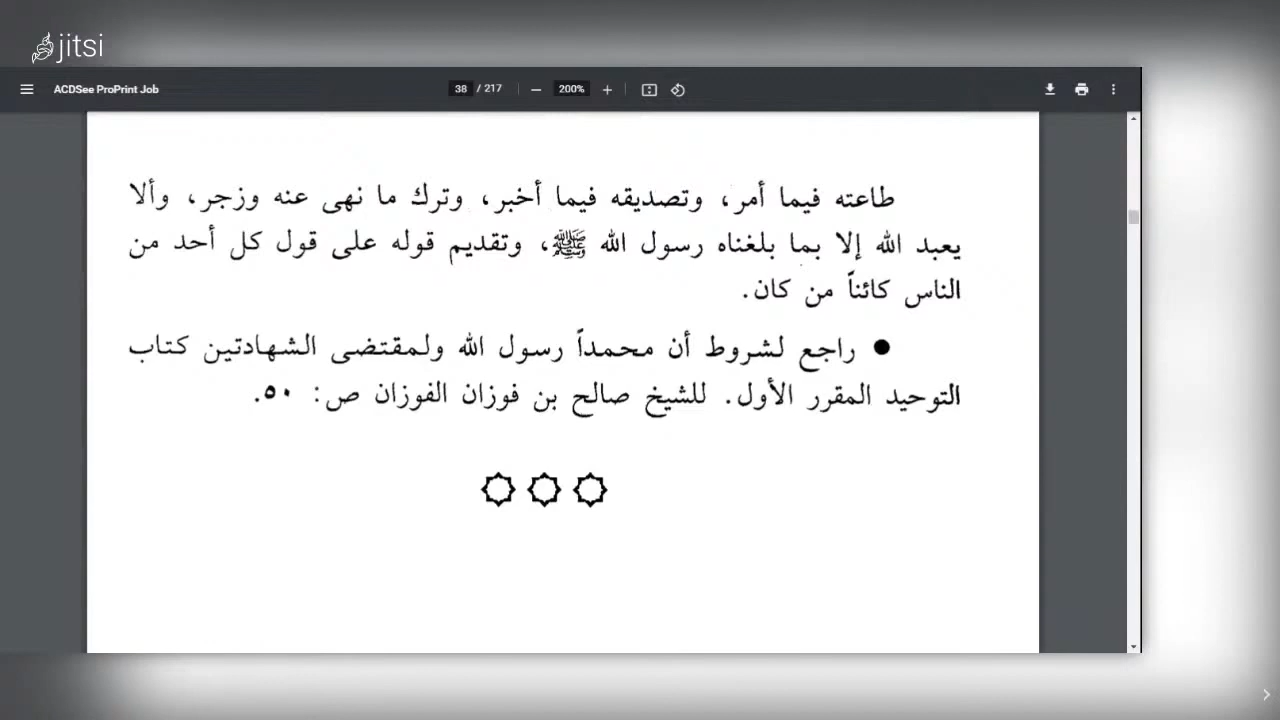 jitsi
ACDSee ProPrint Job
38 / 217
200%
طاعته فيما أمر، وتصديقه فيما أخبر، وترك ما نهى عنه وزجر، وألا
يعبد الله إلا بما بلغناه رسول الله ﷺ، وتقديم قوله على قول كل أحد من
الناس كائناً من كان.
● راجع لشروط أن محمداً رسول الله ولمقتضى الشهادتين كتاب
التوحيد المقرر الأول. للشيخ صالح بن فوزان الفوزان ص: ٥٠.